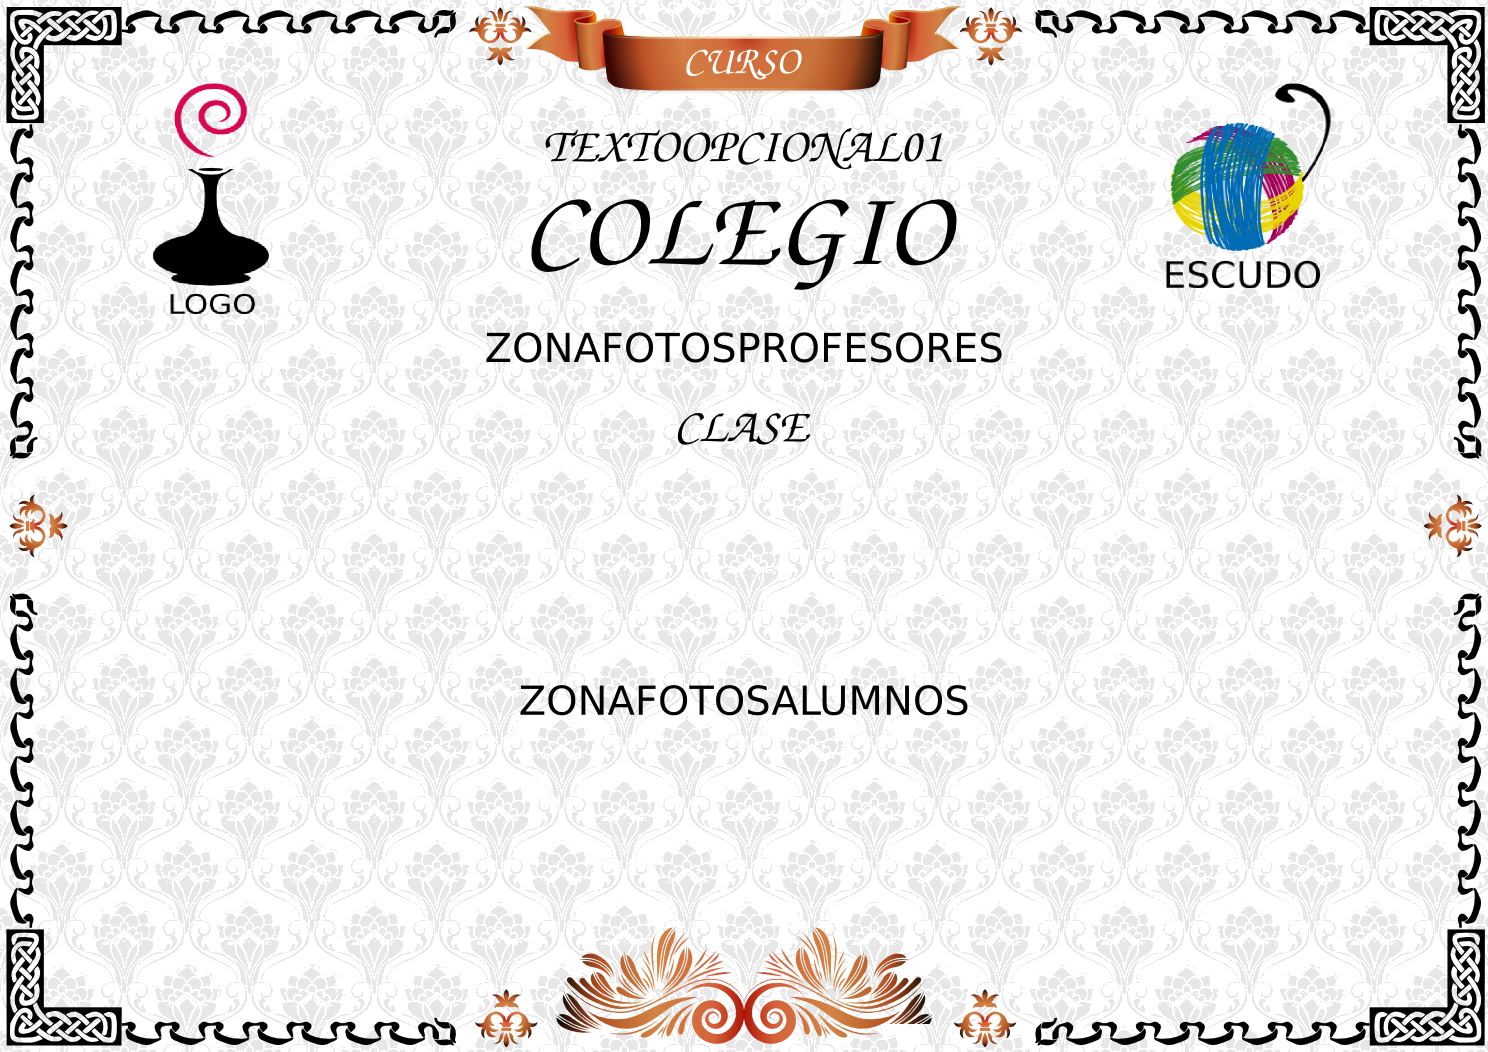 CURSO
TEXTOOPCIONAL01
COLEGIO
LOGO
ESCUDO
ZONAFOTOSPROFESORES
CLASE
ZONAFOTOSALUMNOS